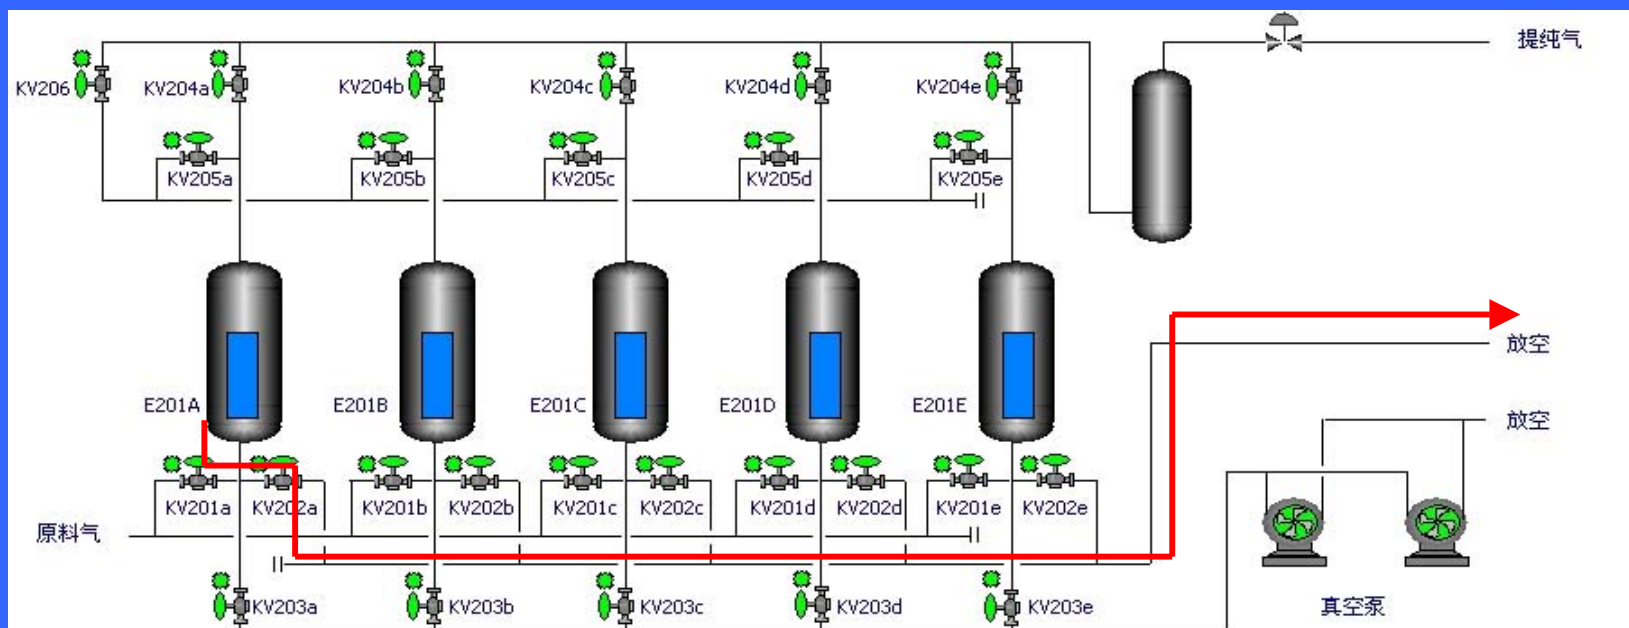 提纯气
KV206
KV204a
KV204b
KV204c
KV204d
KV204e
KV205a
KV205b
KV205c
KV205d
KV205e
放空
E201A
E201B
E201C
E201D
E201E
放空
KV201a
KV202a
KV201b
KV202b
KV201c
KV202c
KV201d
KV202d
KV201e
KV202e
原料气
KV203a
KV203b
KV203c
KV203d
KV203e
真空泵